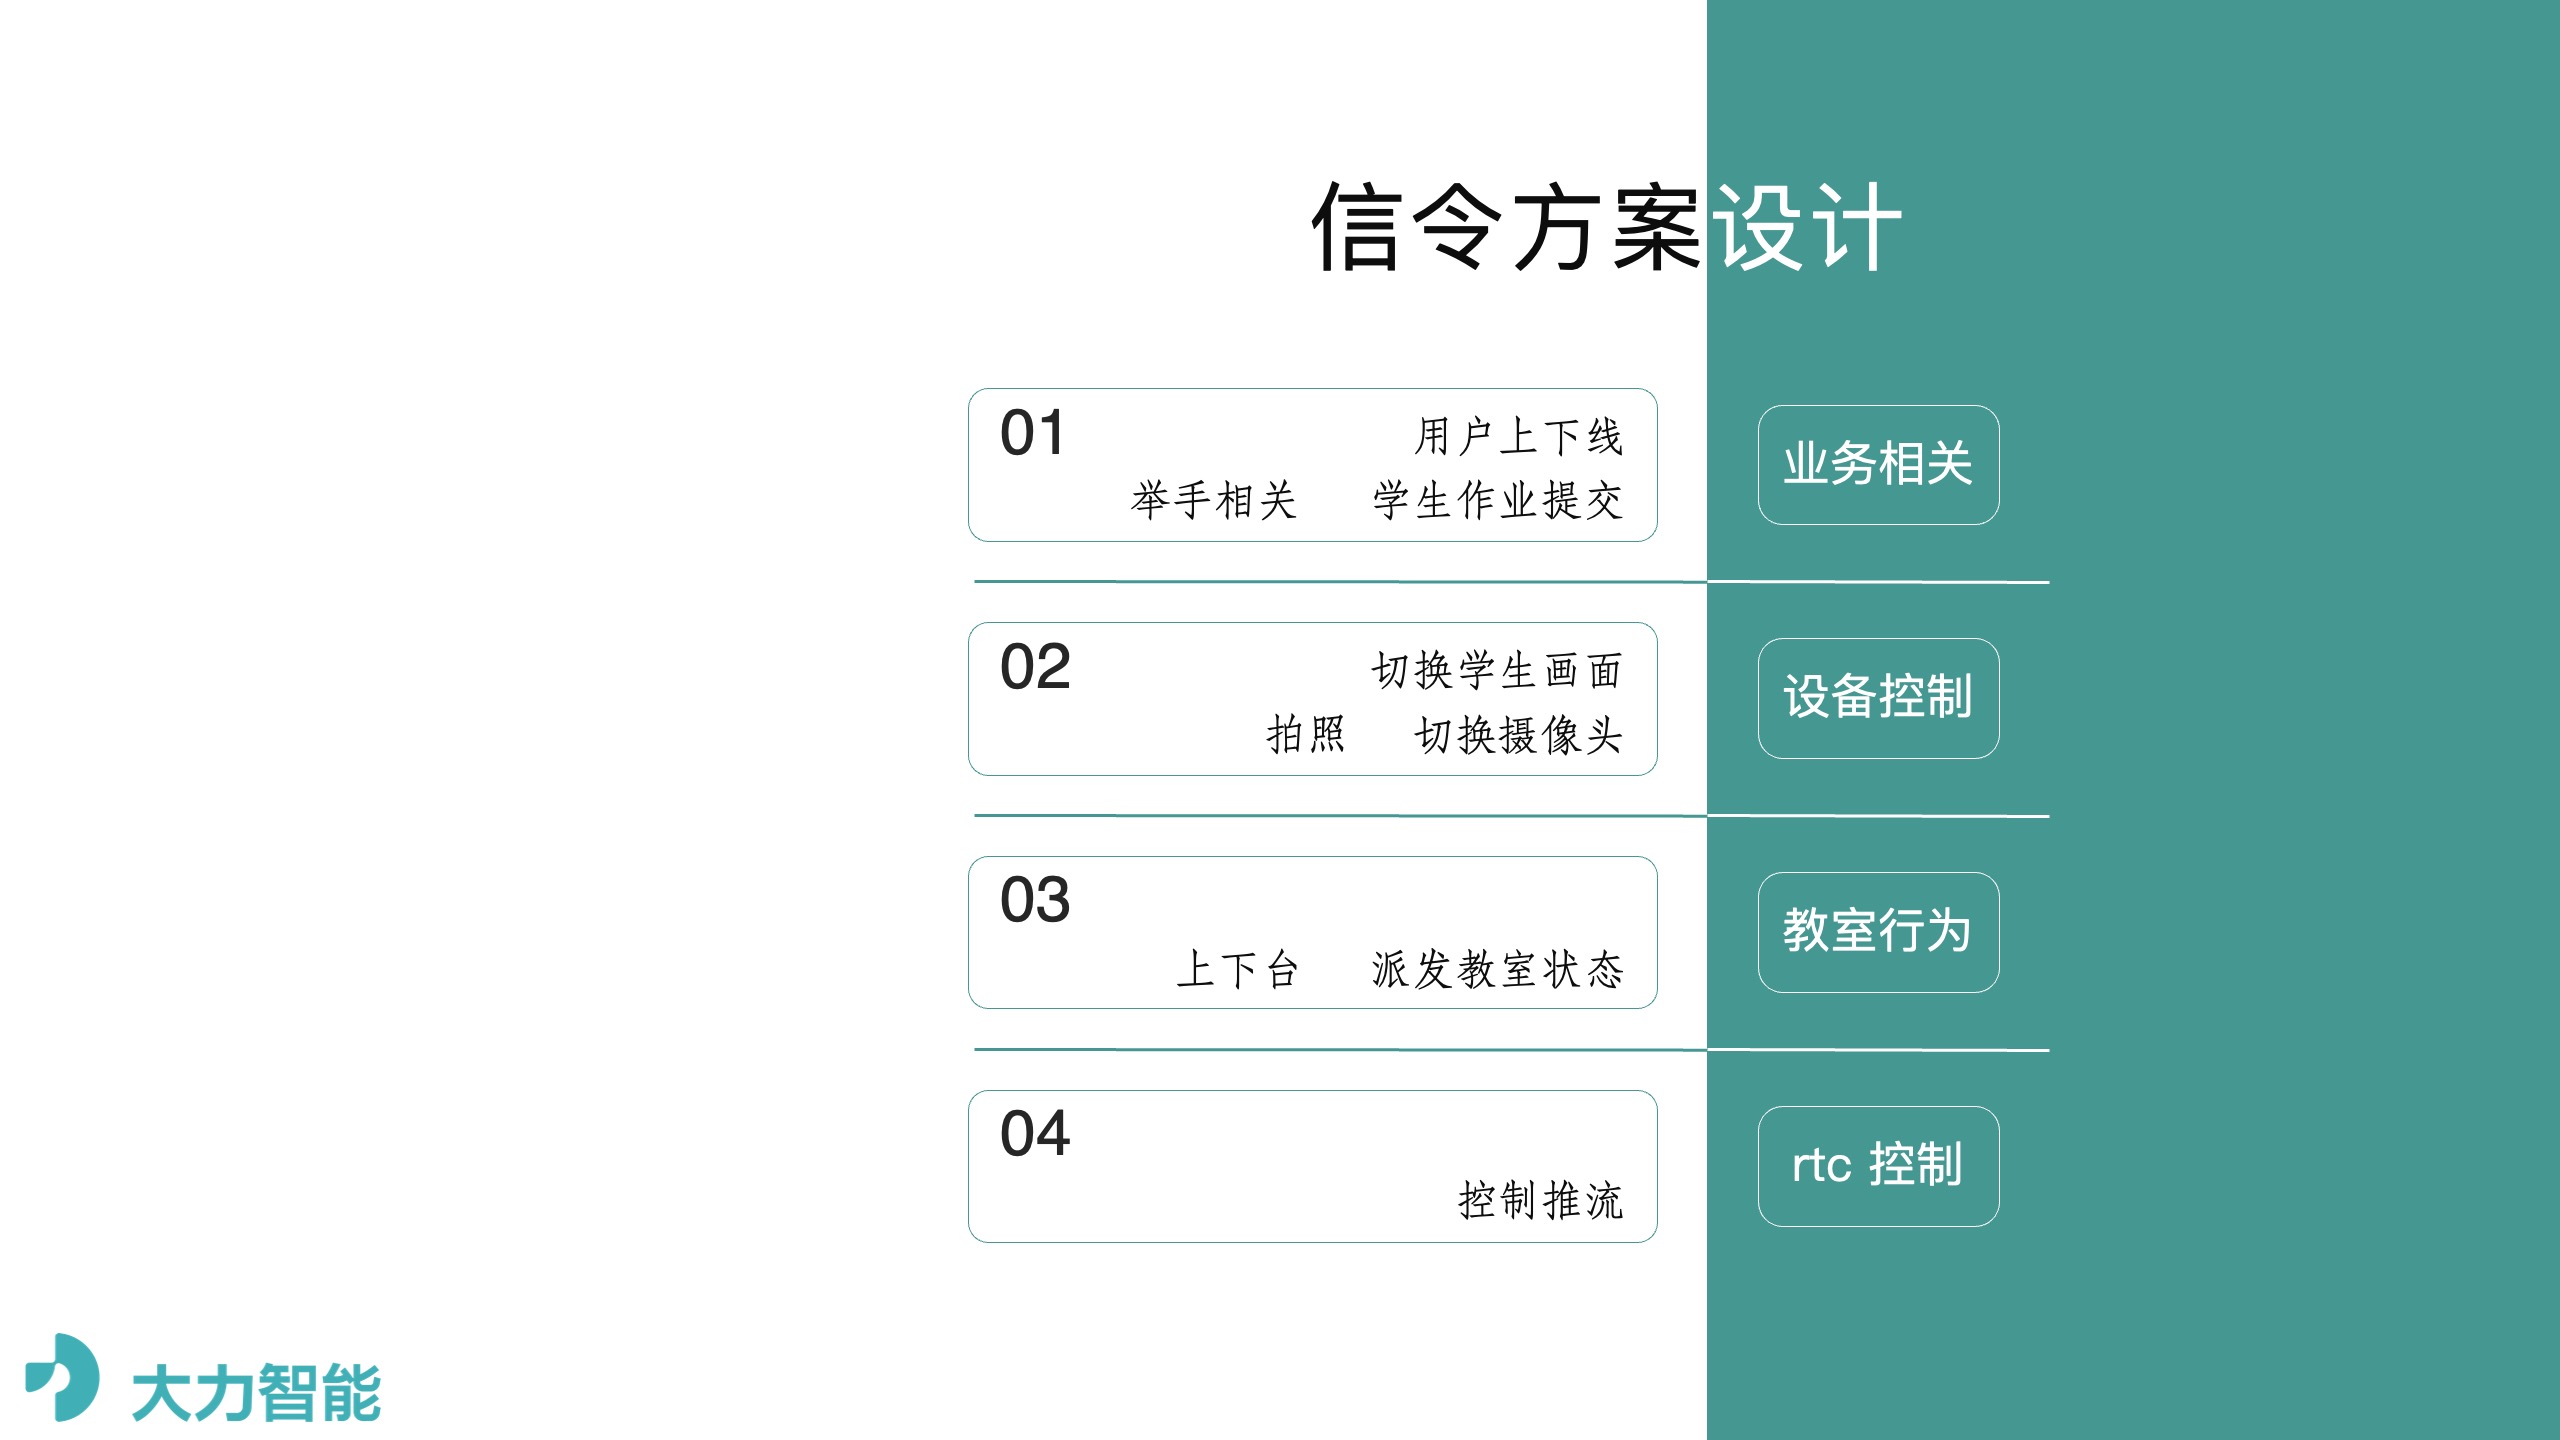 信令方案设计
01
用户上下线
举手相关 学生作业提交
业务相关
02
切换学生画面
拍照 切换摄像头
设备控制
03
上下台 派发教室状态
教室行为
04
控制推流
rtc 控制
大力智能